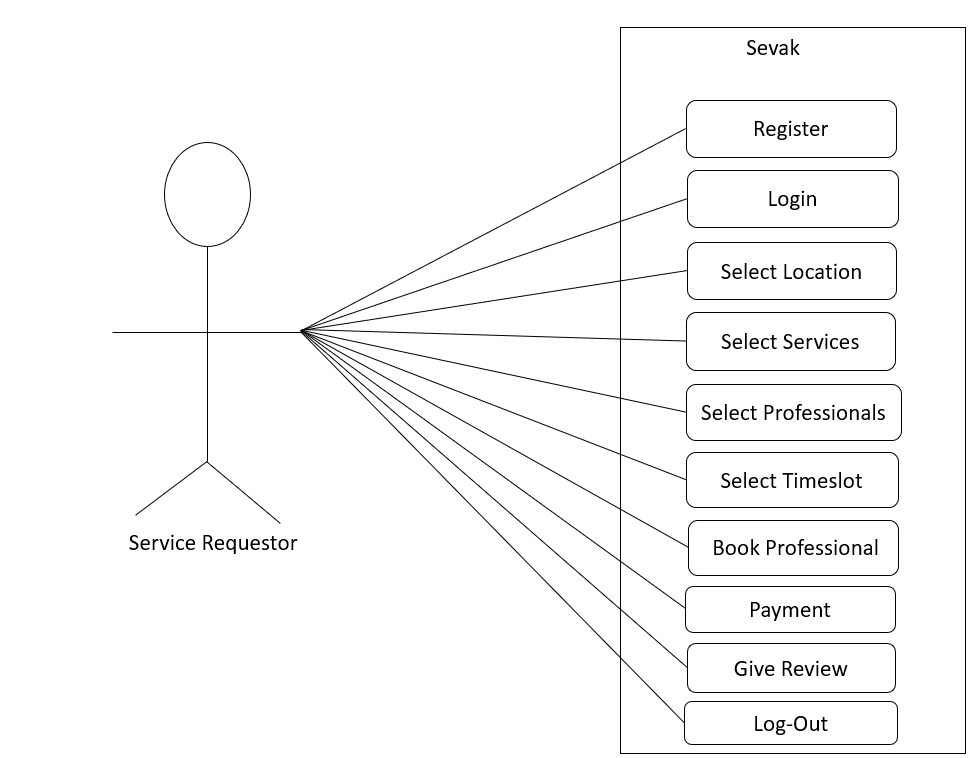 Sevak
Register
Login
Select Location
Select Services
Select Professionals
Select Timeslot
Book Professional
Payment
Give Review
Log-Out
Service Requestor